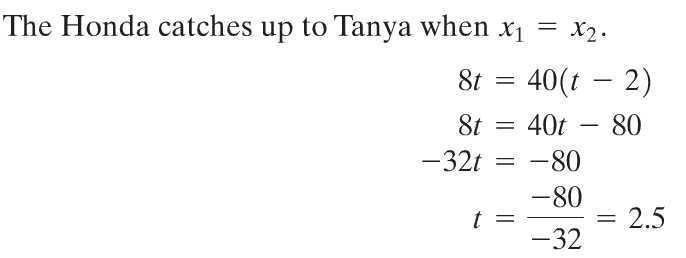 The Honda catches up to Tanya when x₁ = x₂.
8t = 40(t − 2)
8t = 40t − 80
−32t = −80
t = −80/−32 = 2.5